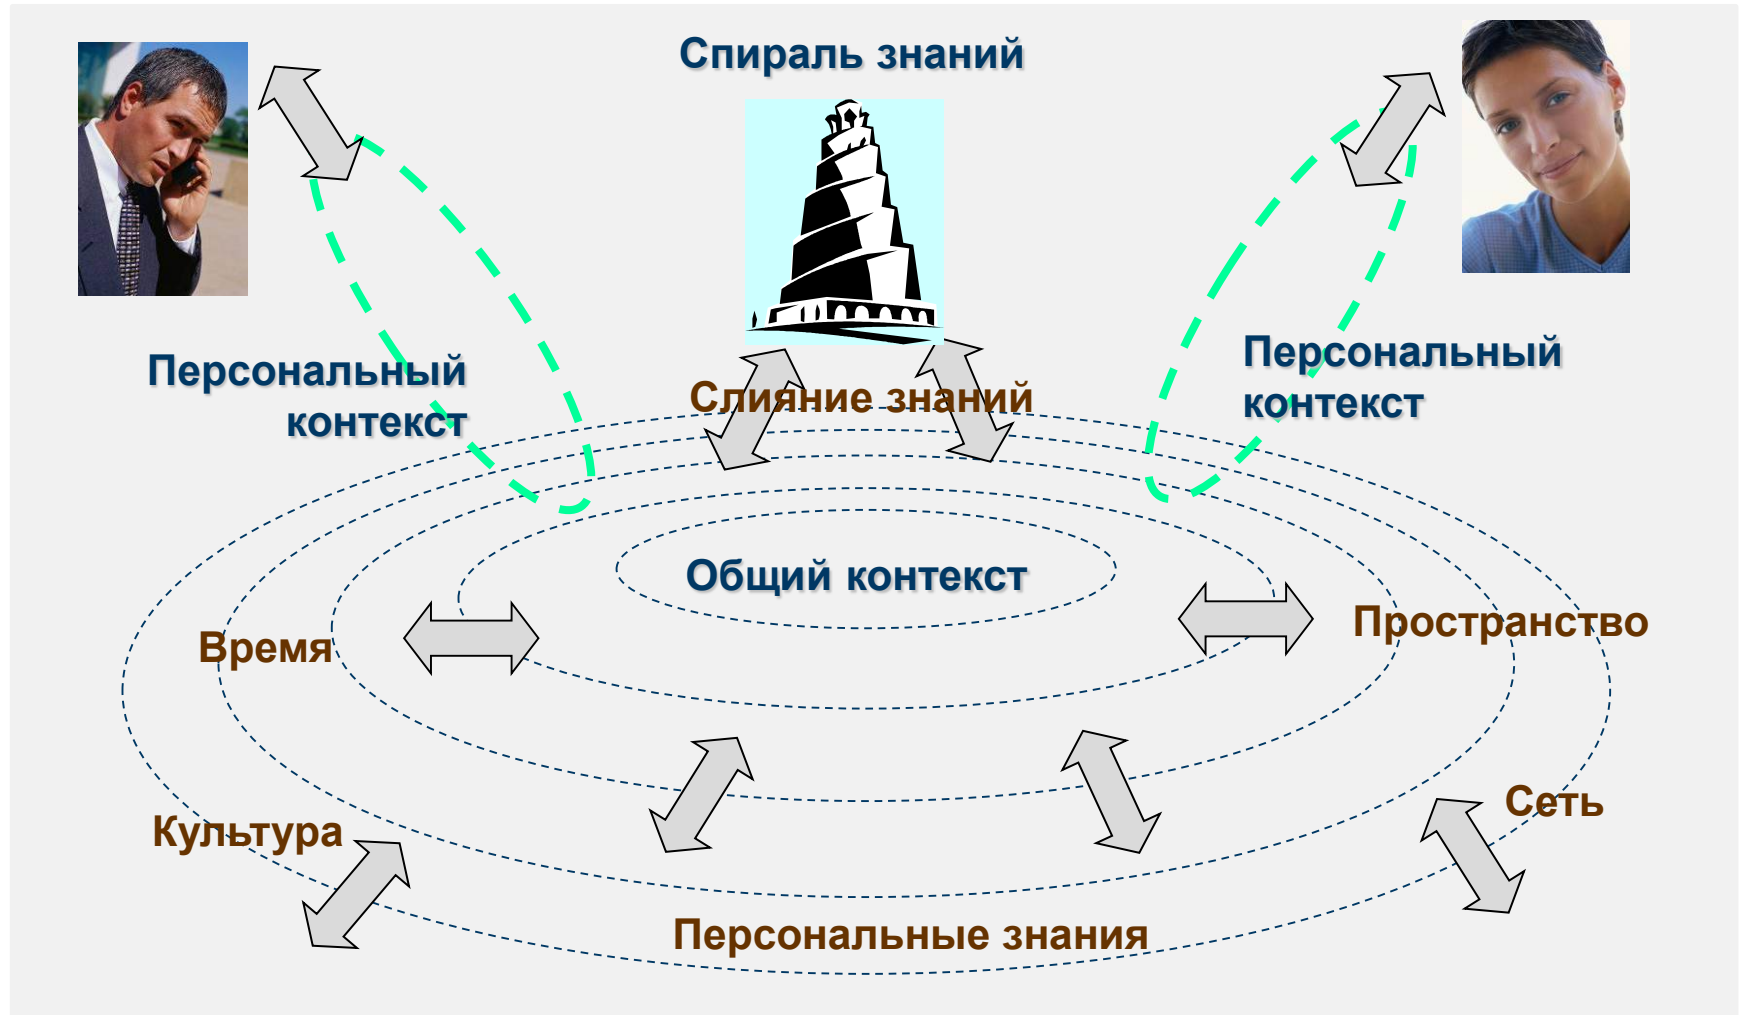 Спираль знаний
Персональный
контекст
Слияние знаний
Персональный
контекст
Общий контекст
Время
Пространство
Культура
Сеть
Персональные знания